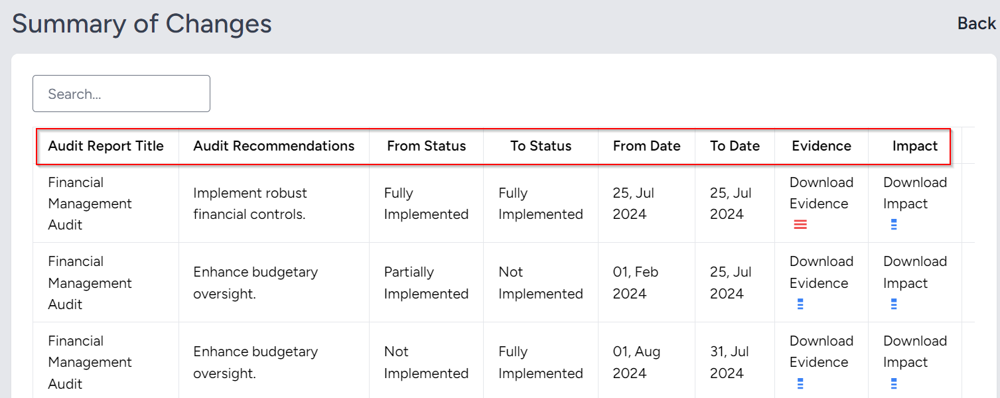 Summary of Changes
Back
Search...
Audit Report Title Audit Recommendations From Status To Status From Date To Date Evidence Impact
Financial Management Audit Implement robust financial controls. Fully Implemented Fully Implemented 25, Jul 2024 25, Jul 2024 Download Evidence Download Impact
Financial Management Audit Enhance budgetary oversight. Partially Implemented Not Implemented 01, Feb 2024 25, Jul 2024 Download Evidence Download Impact
Financial Management Audit Enhance budgetary oversight. Not Implemented Fully Implemented 01, Aug 2024 31, Jul 2024 Download Evidence Download Impact